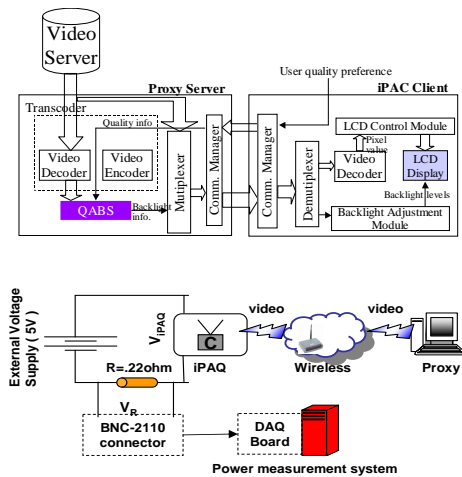 Video
Server
Proxy Server
User quality preference
iPAC Client
Transcoder
Quality info
Video
Decoder
Video
Encoder
QABS
Backlight
info.
Mutiplexer
Comm. Manager
Comm. Manager
Demutiplexer
LCD Control Module
Pixel
value
Video
Decoder
LCD
Display
Backlight levels
Backlight Adjustment
Module
External Voltage
Supply ( 5V)
V iPAQ
C
iPAQ
R=.22ohm
VR
BNC-2110
connector
video
Wireless
video
Proxy
DAQ
Board
Power measurement system